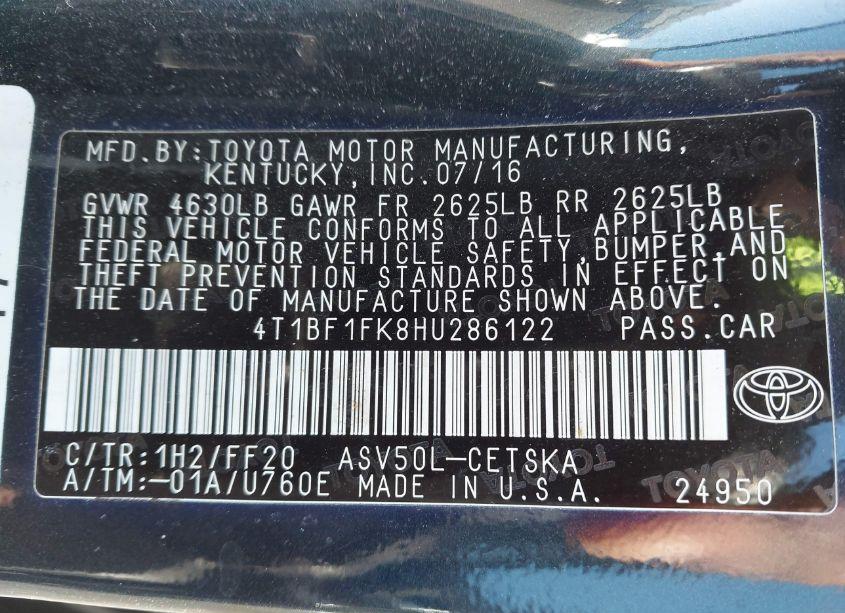 MFD.BY:TOYOTA MOTOR MANUFACTURING,
KENTUCKY,INC.07/16
GVWR 4630LB GAWR FR 2625LB RR 2625LB
THIS VEHICLE CONFORMS TO ALL APPLICABLE
FEDERAL MOTOR VEHICLE SAFETY,BUMPER,AND
THEFT PREVENTION STANDARDS IN EFFECT ON
THE DATE OF MANUFACTURE SHOWN ABOVE.
4T1BF1FK8HU286122 PASS.CAR
C/TR:1H2/FF20 ASV50L-CETSKA
A/TM:-01A/U760E MADE IN U.S.A. 24950